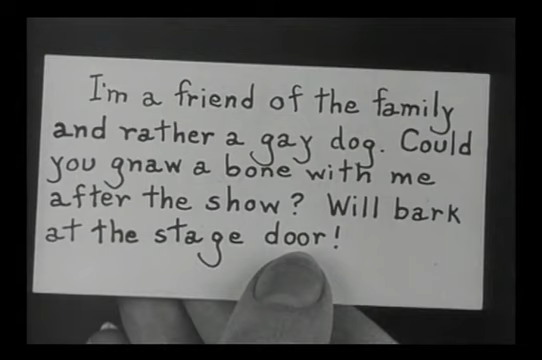 I'm a friend of the family
and rather a gay dog. Could
you gnaw a bone with me
after the show? Will bark
at the stage door!